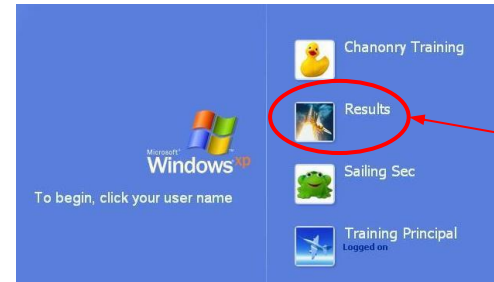 Chanonry Training
Results
Microsoft
Windows xp
Sailing Sec
To begin, click your user name
Training Principal
Logged on